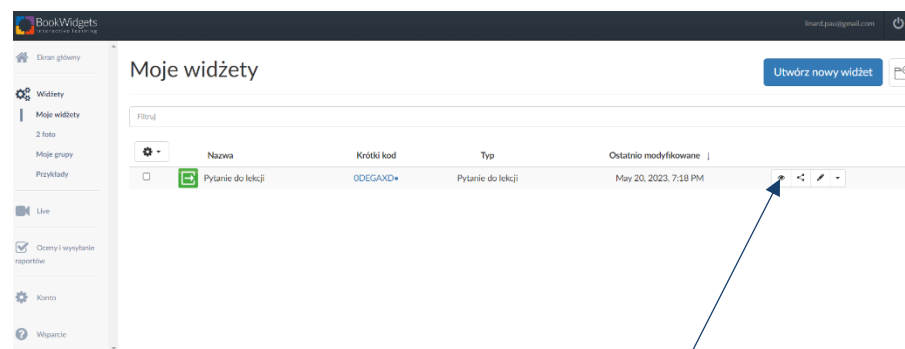 BookWidgets
interactive learning
linard.pau@gmail.com
Ekran główny
Widżety
Moje widżety
2 foto
Moje grupy
Przykłady
Live
Oceny i wysyłanie
raportów
Konto
Wsparcie
Moje widżety
Utwórz nowy widżet
Filtruj
Nazwa Krótki kod Typ Ostatnio modyfikowane ↓
Pytanie do lekcji 0DEGAXD• Pytanie do lekcji May 20, 2023, 7:18 PM